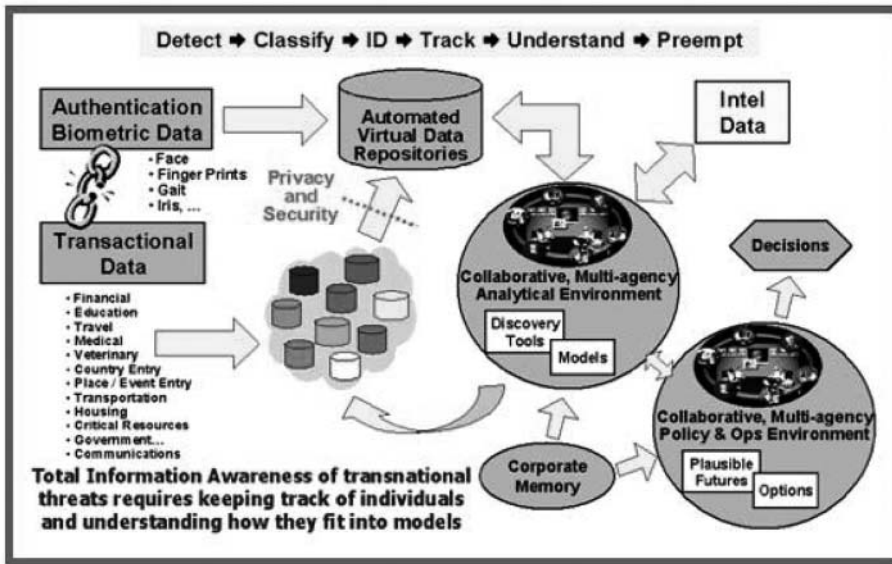 Detect ➔ Classify ➔ ID ➔ Track ➔ Understand ➔ Preempt
Authentication
Biometric Data
• Face
• Finger Prints
• Gait
• Iris, ...
Automated
Virtual Data
Repositories
Intel
Data
Privacy
and
Security
Transactional
Data
• Financial
• Education
• Travel
• Medical
• Veterinary
• Country Entry
• Place / Event Entry
• Transportation
• Housing
• Critical Resources
• Government...
• Communications
Collaborative, Multi-agency
Analytical Environment
Discovery
Tools
Models
Decisions
Collaborative, Multi-agency
Policy & Ops Environment
Plausible
Futures
Options
Corporate
Memory
Total Information Awareness of transnational
threats requires keeping track of individuals
and understanding how they fit into models